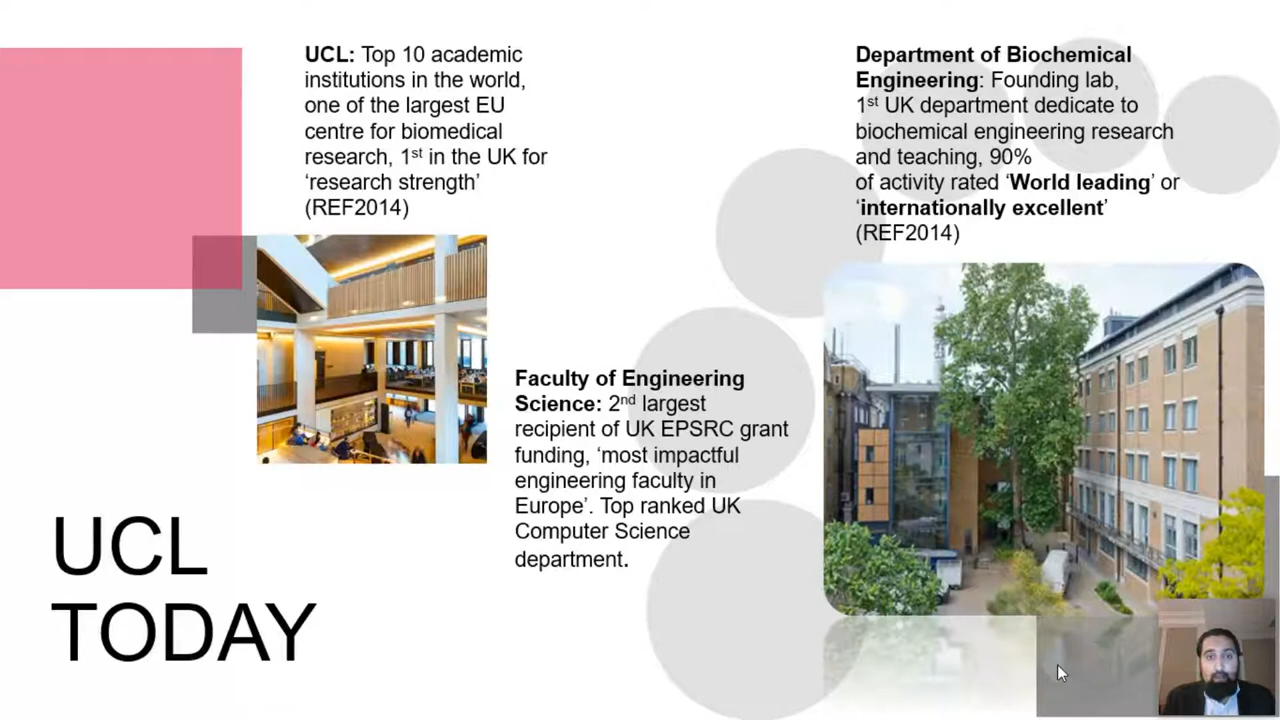 UCL: Top 10 academic
institutions in the world,
one of the largest EU
centre for biomedical
research, 1st in the UK for
‘research strength’
(REF2014)
Faculty of Engineering
Science: 2nd largest
recipient of UK EPSRC grant
funding, ‘most impactful
engineering faculty in
Europe’. Top ranked UK
Computer Science
department.
Department of Biochemical
Engineering: Founding lab,
1st UK department dedicate to
biochemical engineering research
and teaching, 90%
of activity rated ‘World leading’ or
‘internationally excellent’
(REF2014)
UCL
TODAY